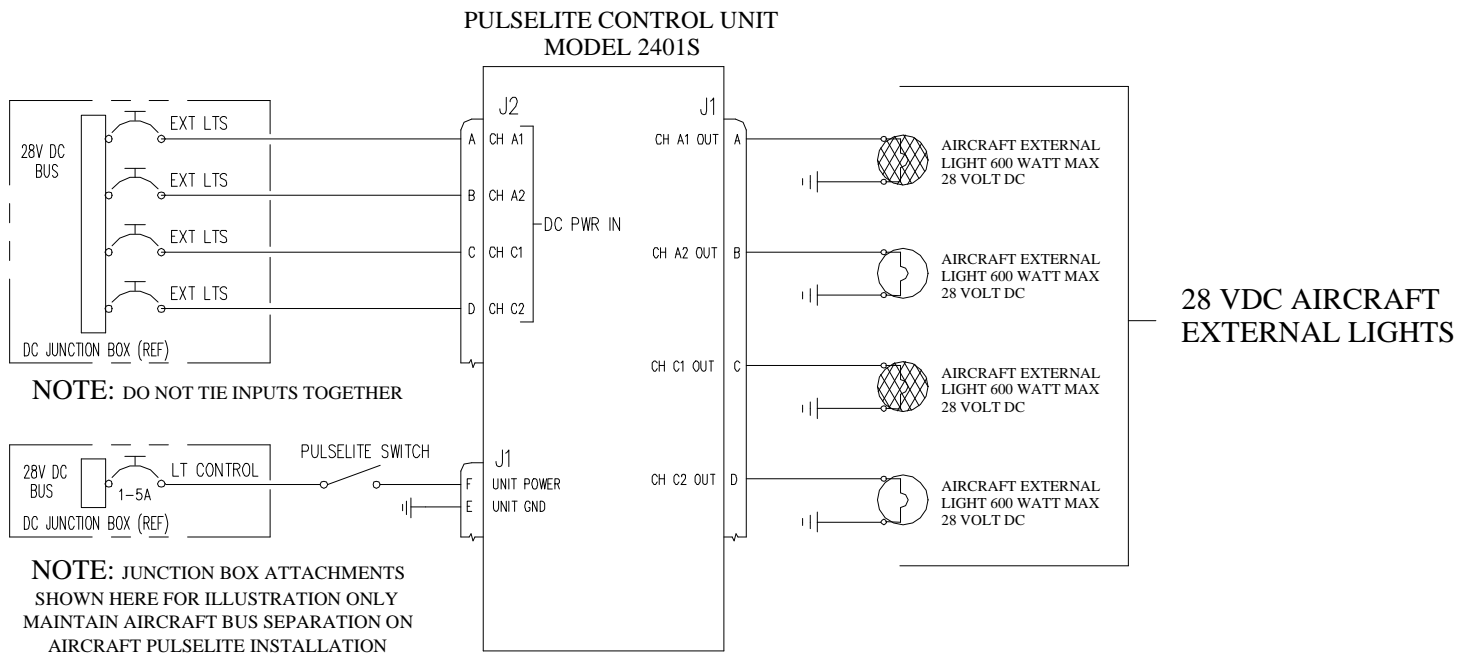 PULSELITE CONTROL UNIT
MODEL 2401S
28V DC
BUS
EXT LTS
EXT LTS
EXT LTS
EXT LTS
DC JUNCTION BOX (REF)
NOTE: DO NOT TIE INPUTS TOGETHER
J2
A CH A1
B CH A2
C CH C1
D CH C2
DC PWR IN
28V DC
BUS
1-5A
LT CONTROL
DC JUNCTION BOX (REF)
PULSELITE SWITCH
J1
F UNIT POWER
E UNIT GND
NOTE: JUNCTION BOX ATTACHMENTS
SHOWN HERE FOR ILLUSTRATION ONLY
MAINTAIN AIRCRAFT BUS SEPARATION ON
AIRCRAFT PULSELITE INSTALLATION
J1
CH A1 OUT A
CH A2 OUT B
CH C1 OUT C
CH C2 OUT D
AIRCRAFT EXTERNAL
LIGHT 600 WATT MAX
28 VOLT DC
AIRCRAFT EXTERNAL
LIGHT 600 WATT MAX
28 VOLT DC
AIRCRAFT EXTERNAL
LIGHT 600 WATT MAX
28 VOLT DC
AIRCRAFT EXTERNAL
LIGHT 600 WATT MAX
28 VOLT DC
28 VDC AIRCRAFT
EXTERNAL LIGHTS